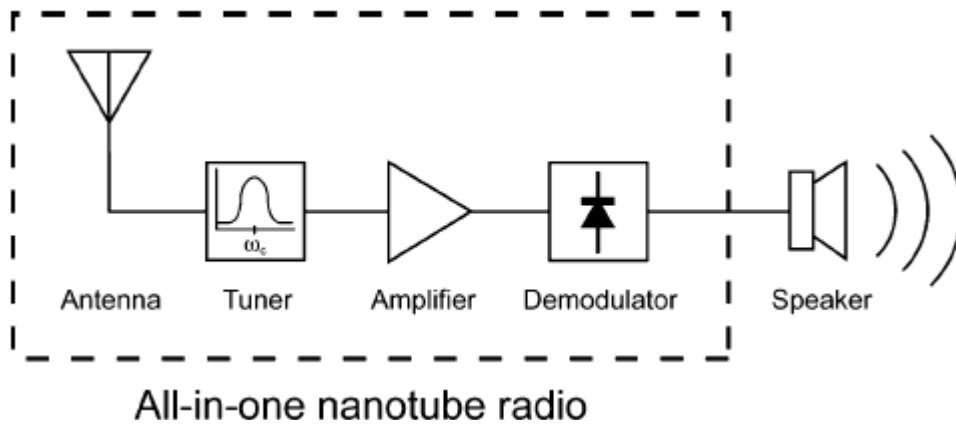 ω꜀
Antenna
Tuner
Amplifier
Demodulator
Speaker
All-in-one nanotube radio